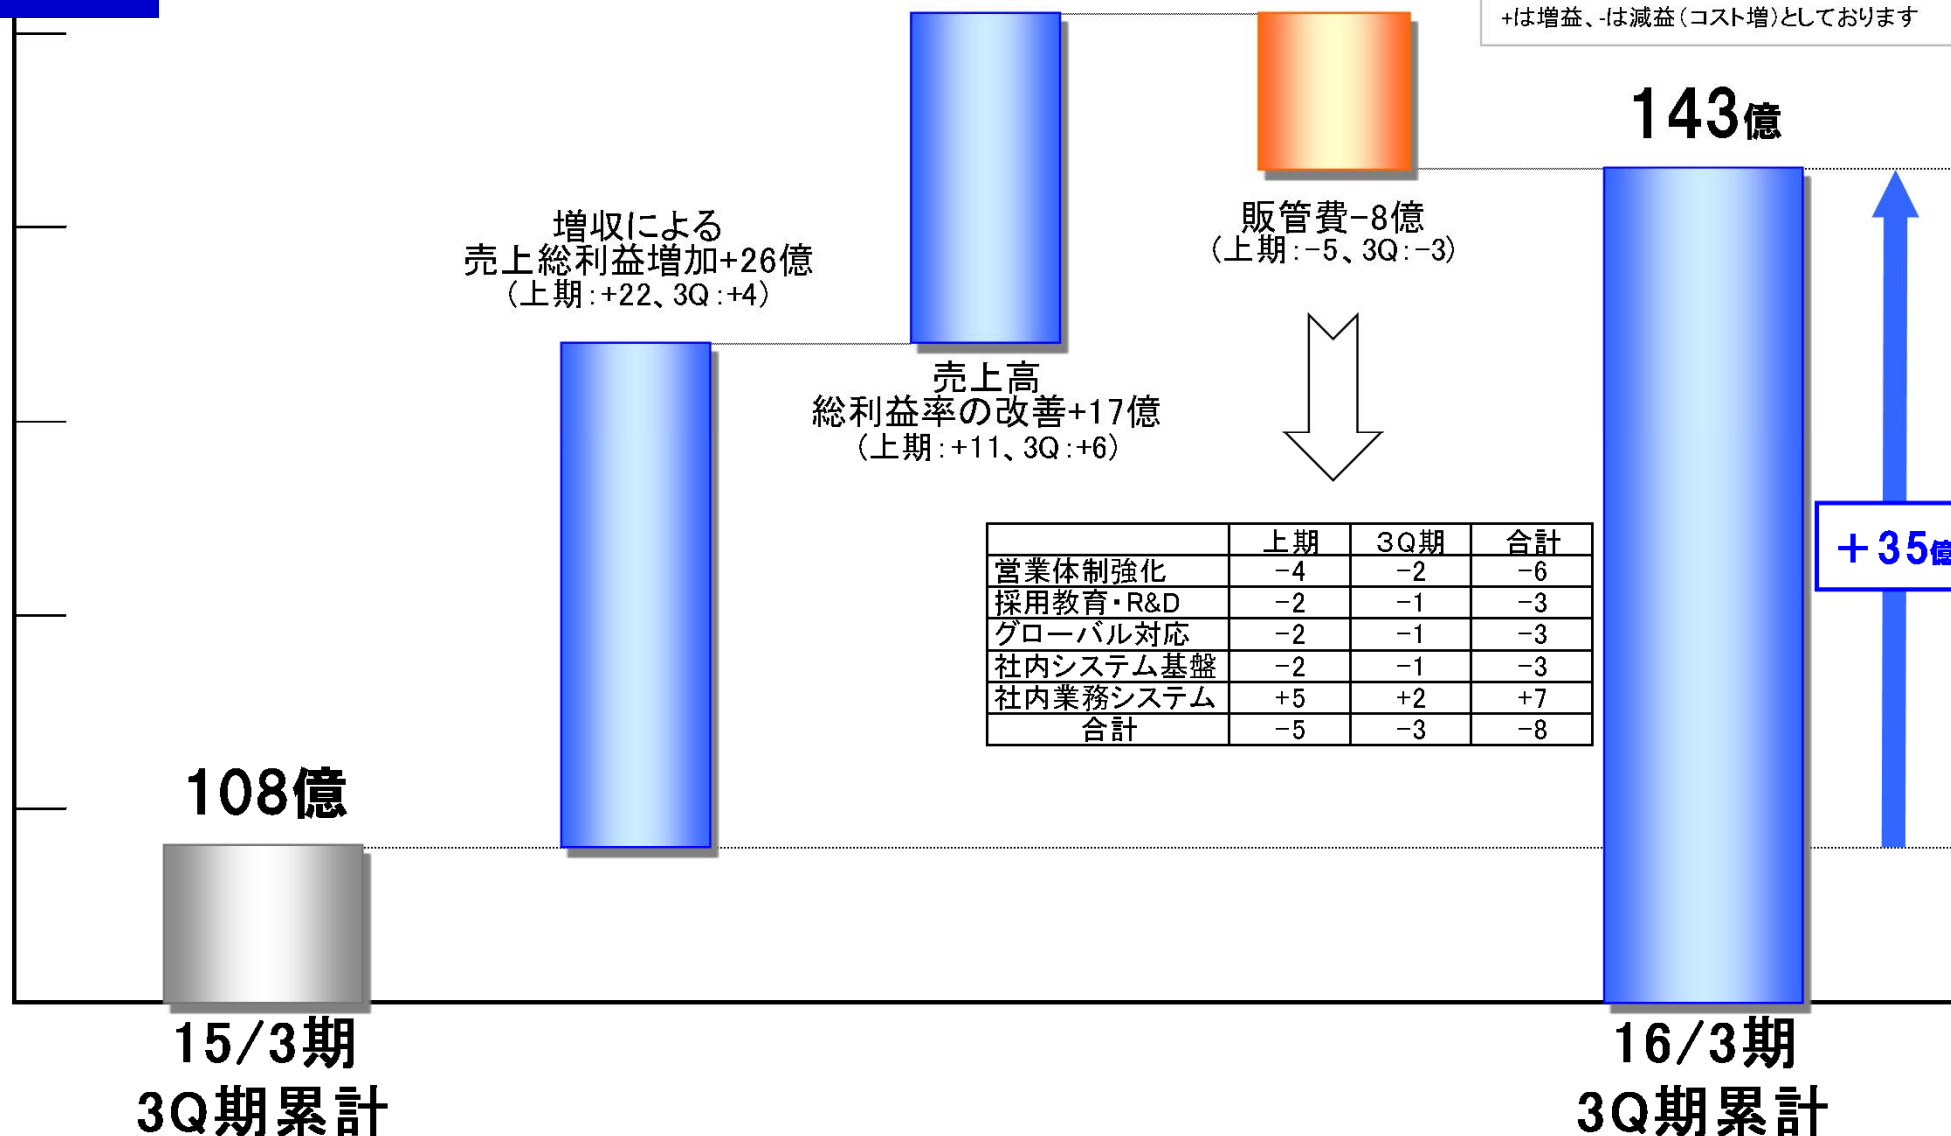 +は増益、-は減益(コスト増)としております
143億
増収による
売上総利益増加+26億
(上期:+22、3Q:+4)
販管費-8億
(上期:-5、3Q:-3)
売上高
総利益率の改善+17億
(上期:+11、3Q:+6)
+35億
上期 3Q期 合計
営業体制強化 -4 -2 -6
採用教育・R&D -2 -1 -3
グローバル対応 -2 -1 -3
社内システム基盤 -2 -1 -3
社内業務システム +5 +2 +7
合計 -5 -3 -8
108億
15/3期
3Q期累計
16/3期
3Q期累計